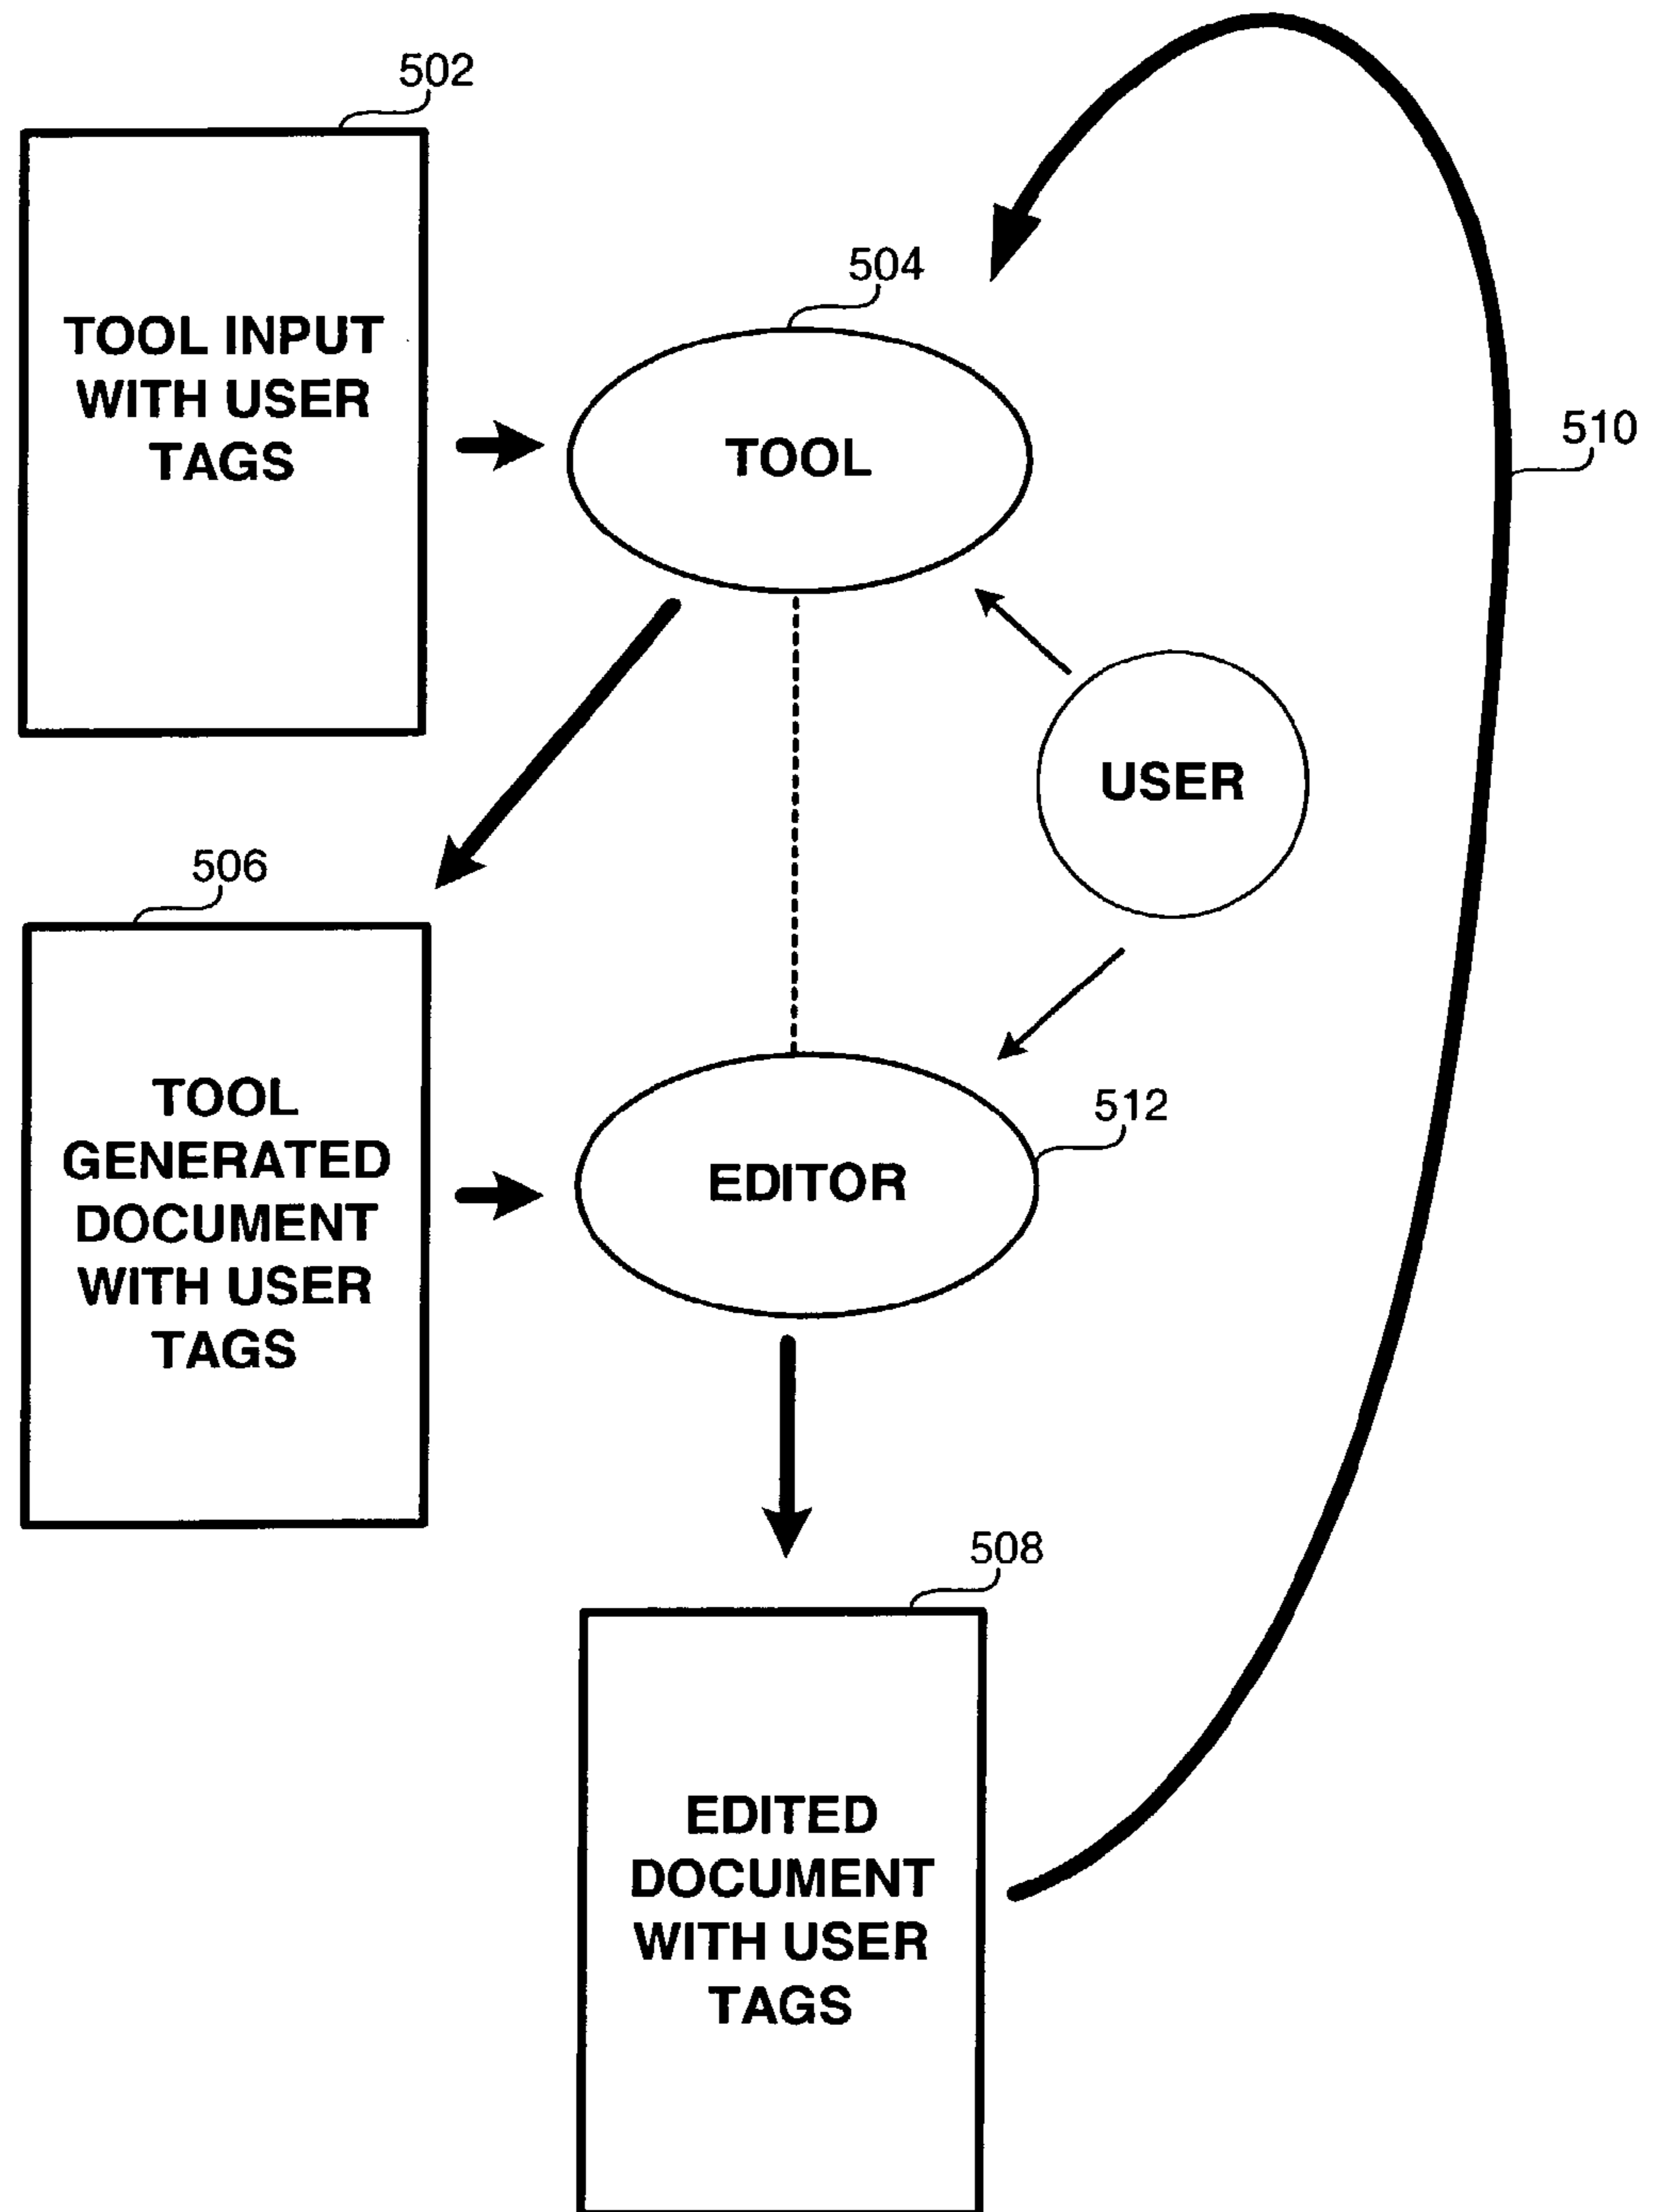 502
TOOL INPUT
WITH USER
TAGS
504
TOOL
510
USER
506
TOOL
GENERATED
DOCUMENT
WITH USER
TAGS
512
EDITOR
508
EDITED
DOCUMENT
WITH USER
TAGS